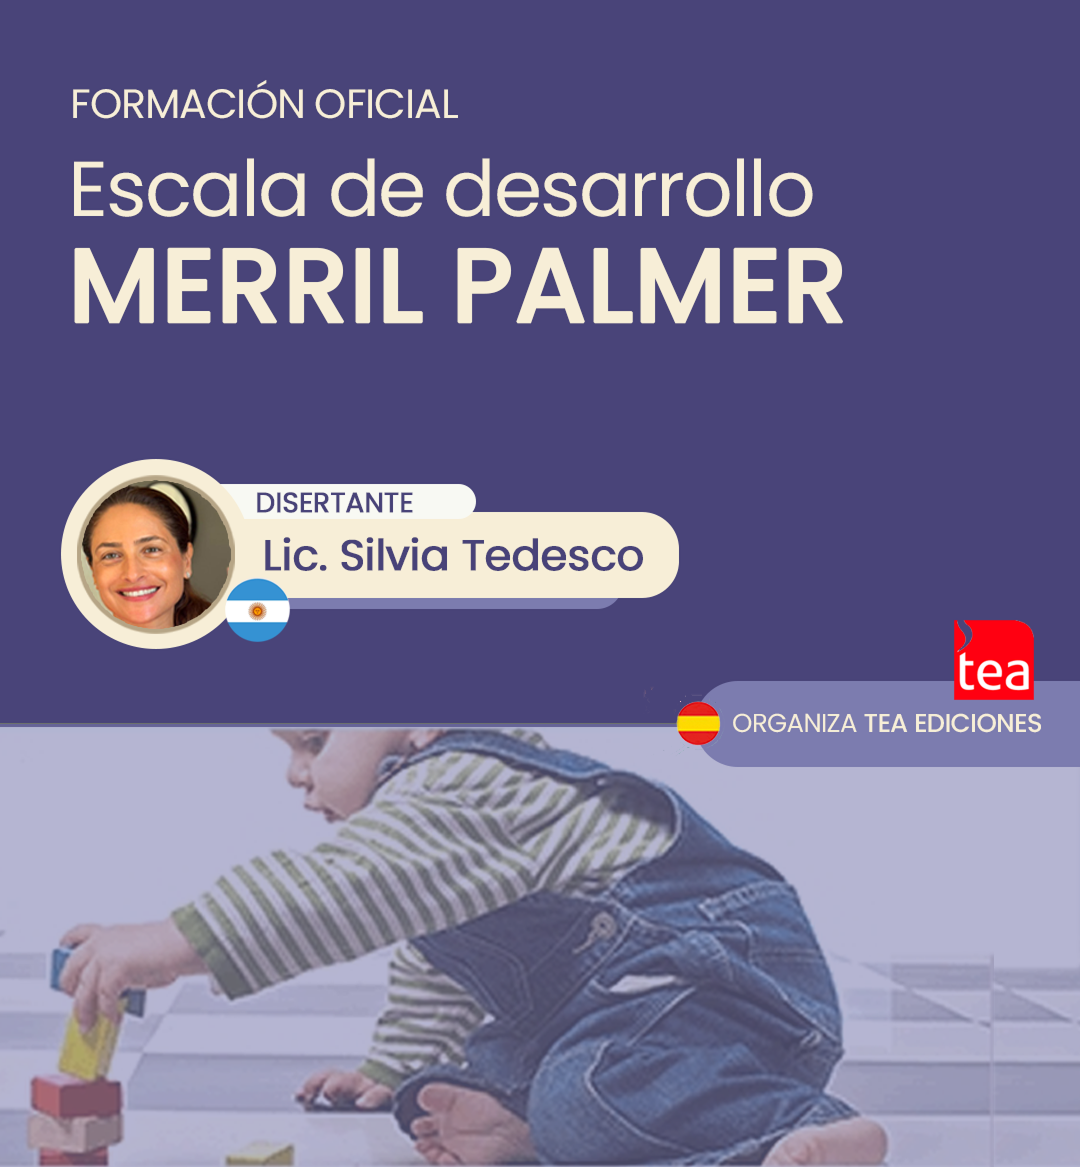 FORMACIÓN OFICIAL
Escala de desarrollo
MERRIL PALMER
DISERTANTE
Lic. Silvia Tedesco
tea
ORGANIZA TEA EDICIONES